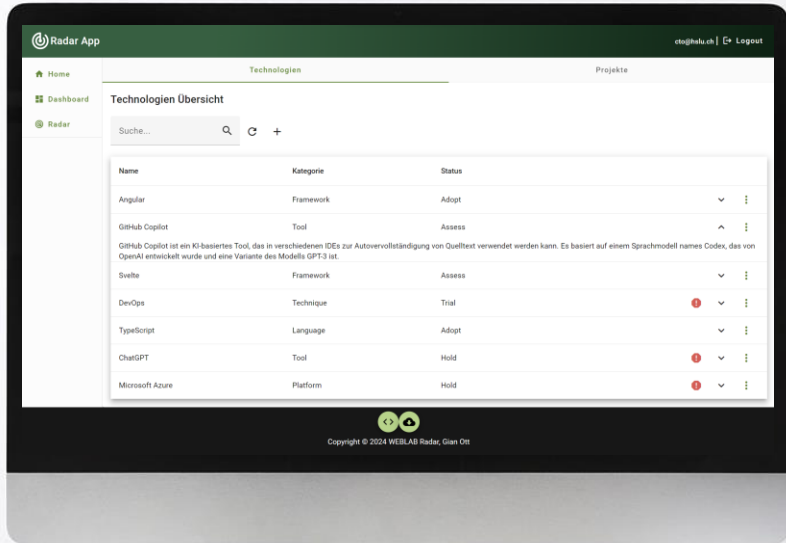 Radar App
cto@hslu.ch | Logout
Home
Dashboard
Radar
Technologien
Projekte
Technologien Übersicht
Suche...
Name Kategorie Status
Angular Framework Adopt
GitHub Copilot Tool Assess
GitHub Copilot ist ein KI-basiertes Tool, das in verschiedenen IDEs zur Autovervollständigung von Quelltext verwendet werden kann. Es basiert auf einem Sprachmodell names Codex, das von
OpenAI entwickelt wurde und eine Variante des Modells GPT-3 ist.
Svelte Framework Assess
DevOps Technique Trial
TypeScript Language Adopt
ChatGPT Tool Hold
Microsoft Azure Platform Hold
Copyright © 2024 WEBLAB Radar, Gian Ott